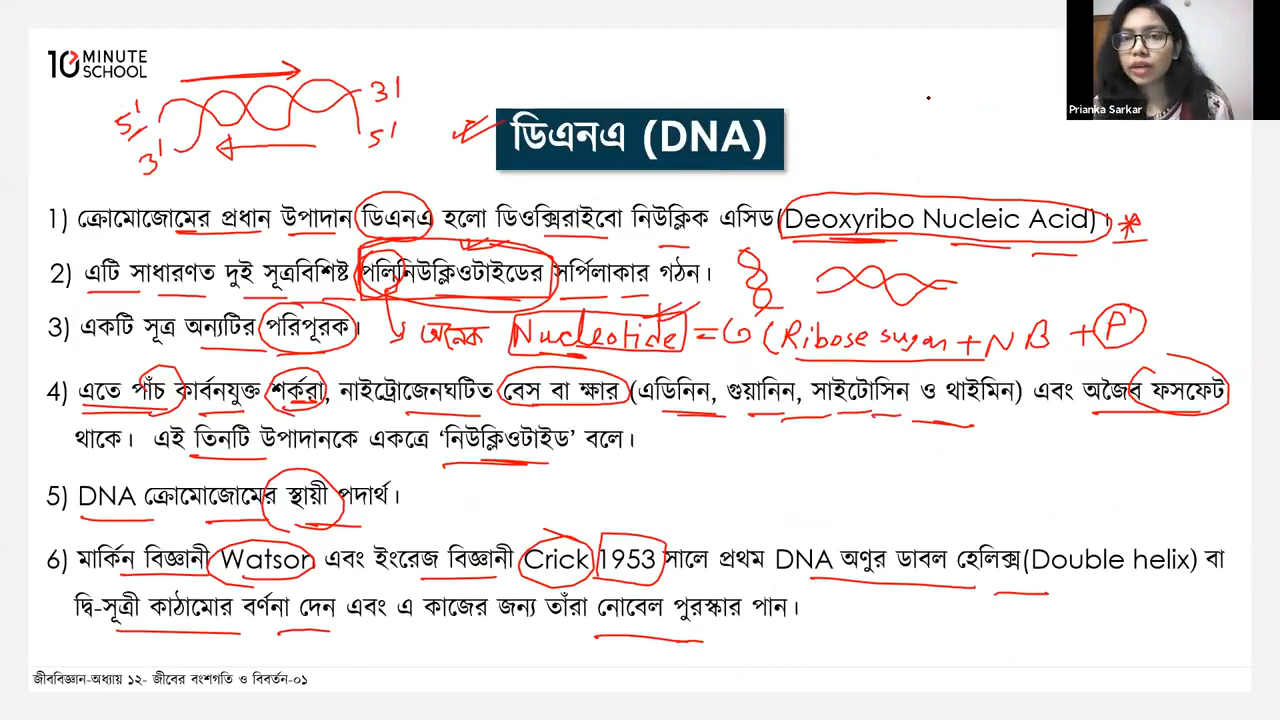 10 MINUTE
SCHOOL
Prianka Sarkar
5' 3'
3' 5'
ডিএনএ (DNA)
1) ক্রোমোজোমের প্রধান উপাদান ডিএনএ হলো ডিওক্সিরাইবো নিউক্লিক এসিড(Deoxyribo Nucleic Acid)। *
2) এটি সাধারণত দুই সূত্রবিশিষ্ট পলিনিউক্লিওটাইডের সর্পিলাকার গঠন।
3) একটি সূত্র অন্যটির পরিপূরক।
অনেক Nucleotide = (Ribose sugar + NB + P
4) এতে পাঁচ কার্বনযুক্ত শর্করা, নাইট্রোজেনঘটিত বেস বা ক্ষার (এডিনিন, গুয়ানিন, সাইটোসিন ও থাইমিন) এবং অজৈব ফসফেট
থাকে। এই তিনটি উপাদানকে একত্রে ‘নিউক্লিওটাইড’ বলে।
5) DNA ক্রোমোজোমের স্থায়ী পদার্থ।
6) মার্কিন বিজ্ঞানী Watson এবং ইংরেজ বিজ্ঞানী Crick 1953 সালে প্রথম DNA অণুর ডাবল হেলিক্স(Double helix) বা
দ্বি-সূত্রী কাঠামোর বর্ণনা দেন এবং এ কাজের জন্য তাঁরা নোবেল পুরস্কার পান।
জীববিজ্ঞান-অধ্যায় ১২- জীবের বংশগতি ও বিবর্তন-০১